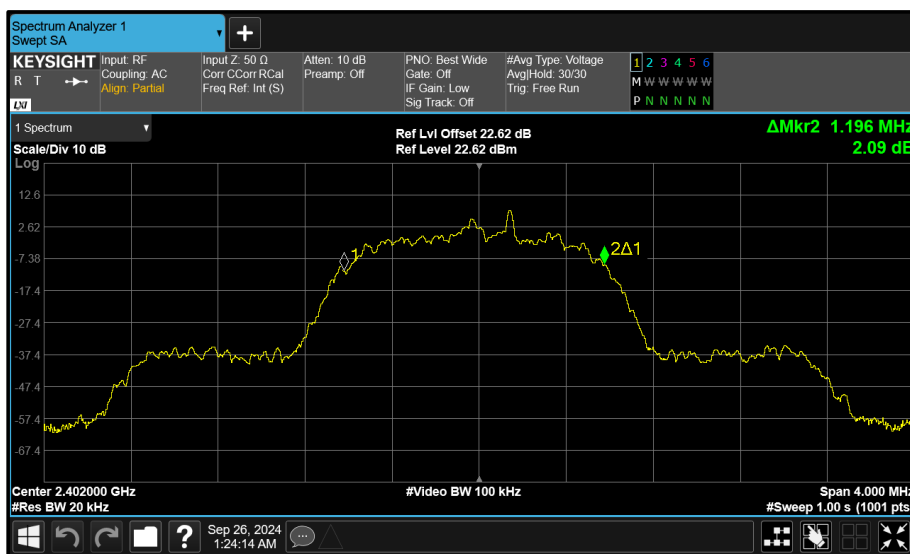 Spectrum Analyzer 1
Swept SA
+
KEYSIGHT
R T
LXI
Input: RF
Coupling: AC
Align: Partial
Input Z: 50 Ω
Corr CCorr RCal
Freq Ref: Int (S)
Atten: 10 dB
Preamp: Off
PNO: Best Wide
Gate: Off
IF Gain: Low
Sig Track: Off
#Avg Type: Voltage
Avg|Hold: 30/30
Trig: Free Run
1 2 3 4 5 6
M W W W W W
P N N N N N
1 Spectrum
Scale/Div 10 dB
Ref Lvl Offset 22.62 dB
Ref Level 22.62 dBm
ΔMkr2 1.196 MHz
2.09 dB
Log
12.6
2.62
-7.38
-17.4
-27.4
-37.4
-47.4
-57.4
-67.4
1
2Δ1
Center 2.402000 GHz
#Res BW 20 kHz
#Video BW 100 kHz
Span 4.000 MHz
#Sweep 1.00 s (1001 pts
?
Sep 26, 2024
1:24:14 AM